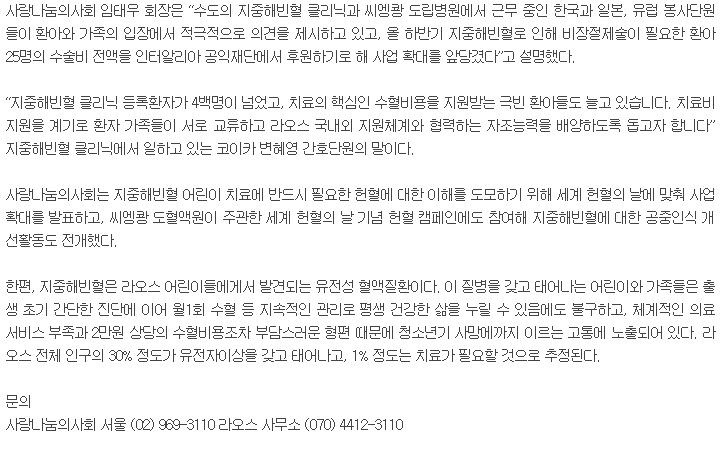 사랑나눔의사회 임태우 회장은 “수도의 지중해빈혈 클리닉과 씨엥쾅 도립병원에서 근무 중인 한국과 일본, 유럽 봉사단원
들이 환아와 가족의 입장에서 적극적으로 의견을 제시하고 있고, 올 하반기 지중해빈혈로 인해 비장절제술이 필요한 환아
25명의 수술비 전액을 인터알리아 공익재단에서 후원하기로 해 사업 확대를 앞당겼다”고 설명했다.
“지중해빈혈 클리닉 등록환자가 4백명이 넘었고, 치료의 핵심인 수혈비용을 지원받는 극빈 환아들도 늘고 있습니다. 치료비
지원을 계기로 환자 가족들이 서로 교류하고 라오스 국내외 지원체계와 협력하는 자조능력을 배양하도록 돕고자 합니다”
지중해빈혈 클리닉에서 일하고 있는 코이카 변혜영 간호단원의 말이다.
사랑나눔의사회는 지중해빈혈 어린이 치료에 반드시 필요한 헌혈에 대한 이해를 도모하기 위해 세계 헌혈의 날에 맞춰 사업
확대를 발표하고, 씨엥쾅 도혈액원이 주관한 세계 헌혈의 날 기념 헌혈 캠페인에도 참여해 지중해빈혈에 대한 공중인식 개
선활동도 전개했다.
한편, 지중해빈혈은 라오스 어린이들에게서 발견되는 유전성 혈액질환이다. 이 질병을 갖고 태어나는 어린이와 가족들은 출
생 초기 간단한 진단에 이어 월1회 수혈 등 지속적인 관리로 평생 건강한 삶을 누릴 수 있음에도 불구하고, 체계적인 의료
서비스 부족과 2만원 상당의 수혈비용조차 부담스러운 형편 때문에 청소년기 사망에까지 이르는 고통에 노출되어 있다. 라
오스 전체 인구의 30% 정도가 유전자이상을 갖고 태어나고, 1% 정도는 치료가 필요할 것으로 추정된다.
문의
사랑나눔의사회 서울 (02) 969-3110 라오스 사무소 (070) 4412-3110